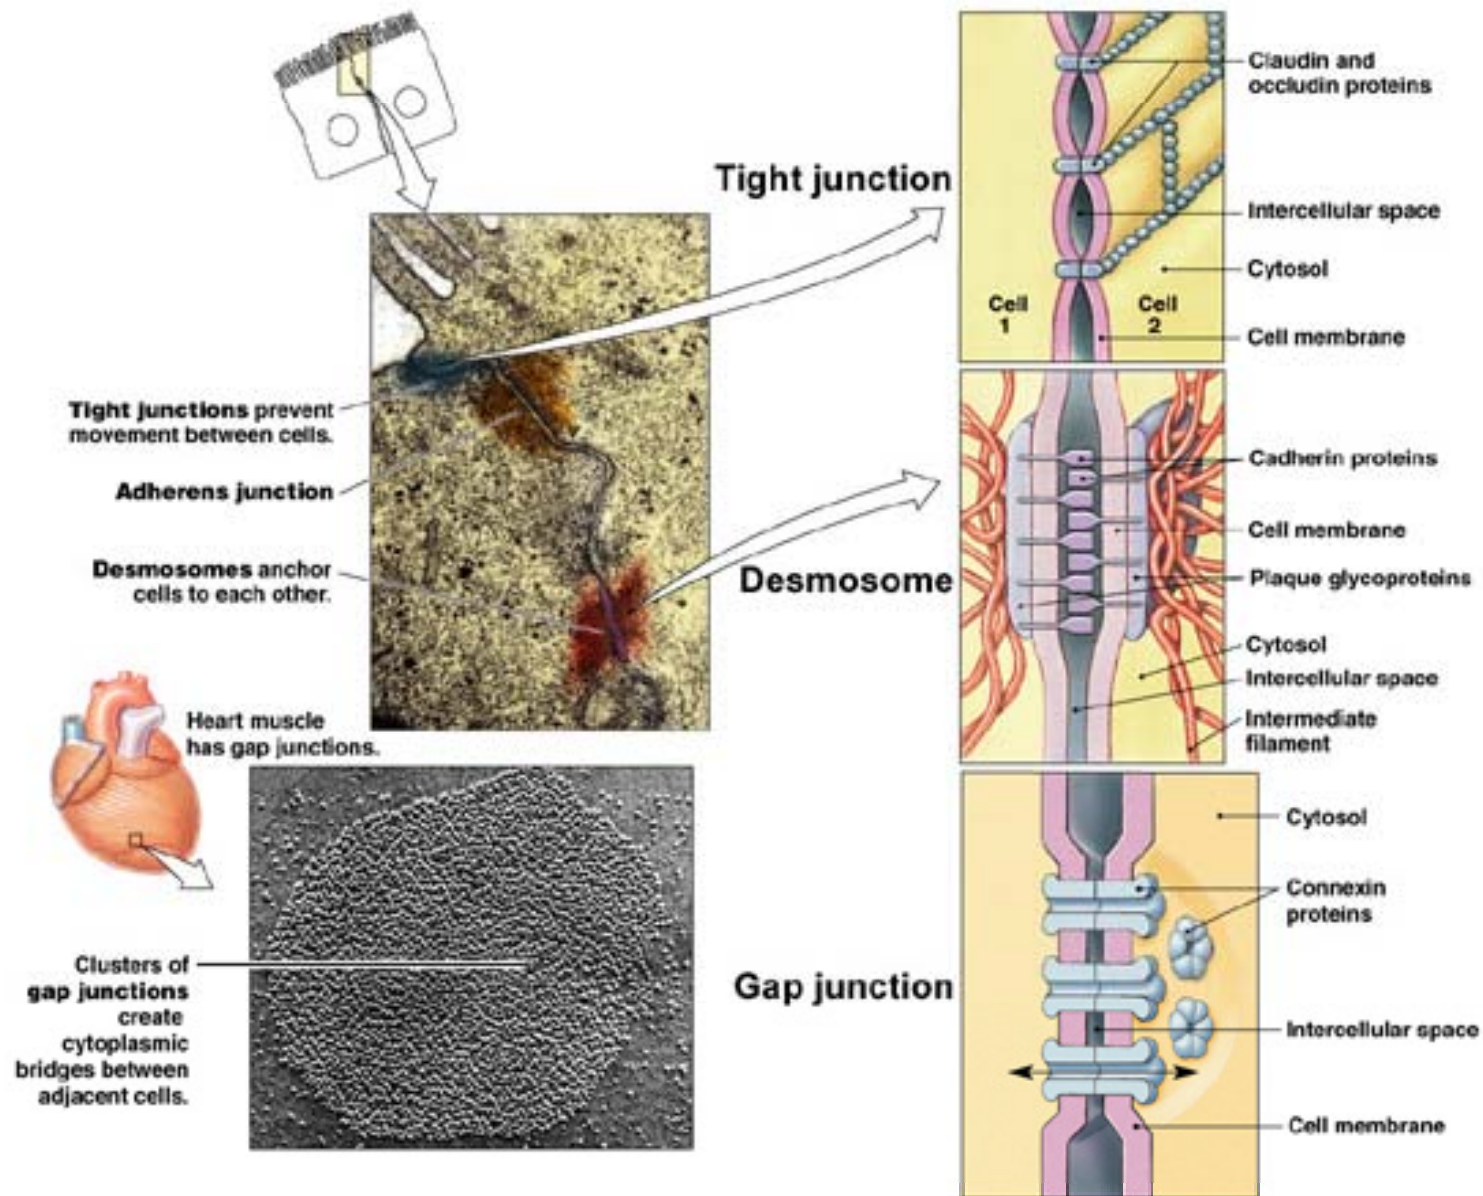 Tight junction
Claudin and
occludin proteins
Intercellular space
Cytosol
Cell
1
Cell
2
Cell membrane
Tight junctions prevent
movement between cells.
Adherens junction
Desmosomes anchor
cells to each other.
Desmosome
Cadherin proteins
Cell membrane
Plaque glycoproteins
Cytosol
Intercellular space
Intermediate
filament
Heart muscle
has gap junctions.
Clusters of
gap junctions
create
cytoplasmic
bridges between
adjacent cells.
Gap junction
Cytosol
Connexin
proteins
Intercellular space
Cell membrane